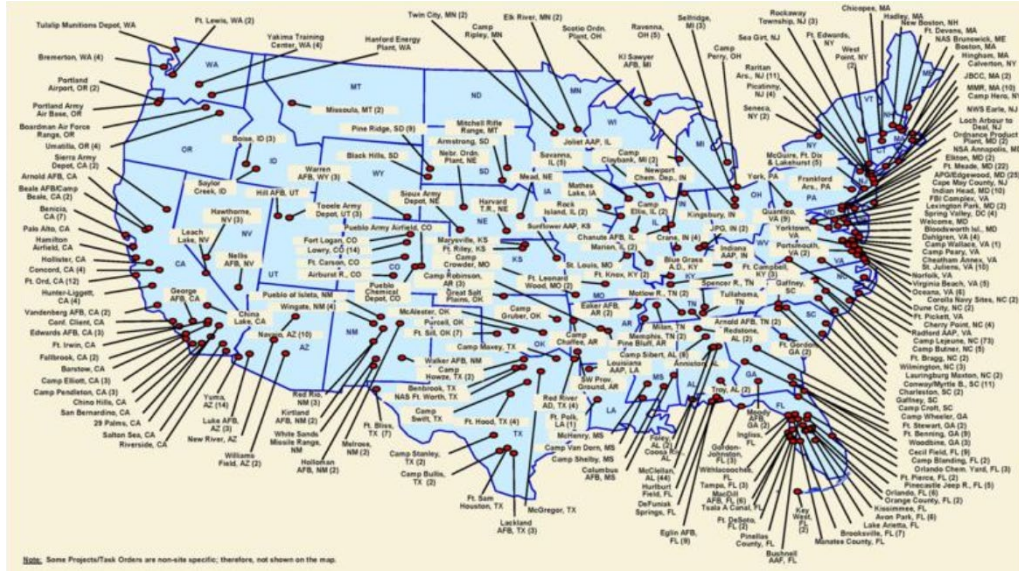 Tulalip Munitions Depot, WA
Ft. Lewis, WA (2)
Yakima Training
Center, WA (4)
Hanford Energy
Plant, WA
Twin City, MN (2)
Camp
Ripley, MN
Elk River, MN (2)
Scioto Ordn.
Plant, OH
Ravenna,
OH (5)
Selfridge,
MI (3)
Camp
Perry, OH
KI Sawyer
AFB, MI
Rockaway
Township, NJ (3)
Sea Girt, NJ
Ft. Edwards,
NY
West
Point, NY
(2)
Raritan
Ars., NJ (11)
Picatinny,
NJ (4)
Seneca,
NY (2)
Chicopee, MA
Hadley, MA
New Boston, NH
Ft. Devens, MA
NAS Brunswick, ME
Boston, MA
Hingham, MA
Calverton, NY
JBCC, MA (2)
MMR, MA (10)
Camp Hero, NY
NWS Earle, NJ
Loch Arbour to
Deal, NJ
Ordnance Product
Plant, MD (2)
NSA Annapolis, MD
Elkton, MD (2)
Ft. Meade, MD (22)
APG/Edgewood, MD (25)
Cape May County, NJ
Indian Head, MD (10)
FBI Complex, VA
Lexington Park, MD (2)
Spring Valley, DC (4)
Welcome, MD
Bloodsworth Isl., MD
Dahlgren, VA (4)
Camp Wallace, VA (1)
Camp Peary, VA
Cheatham Annex, VA
St. Juliens, VA (10)
Norfolk, VA
Virginia Beach, VA (5)
Oceana, VA (6)
Corolla Navy Sites, NC (2)
Dune City, NC (2)
Ft. Pickett, VA
Cherry Point, NC (4)
Radford AAP, VA
Camp Lejeune, NC (73)
Camp Butner, NC (5)
Ft. Bragg, NC (2)
Wilmington, NC (3)
Laurinburg Maxton, NC (2)
Conway/Myrtle B., SC (11)
Charleston, SC (2)
Gaffney, SC
Camp Croft, SC
Camp Wheeler, GA
Ft. Stewart, GA (2)
Ft. Benning, GA (9)
Woodbine, GA (3)
Cecil Field, FL (9)
Camp Blanding, FL (2)
Orlando Chem. Yard, FL (3)
Ft. Pierce, FL (2)
Pinecastle Jeep R., FL (5)
Orlando, FL (6)
Orange County, FL (2)
Kissimmee, FL
Avon Park, FL (6)
Lake Arietta, FL
Brooksville, FL (7)
Manatee County, FL
Bremerton, WA (4)
Portland
Airport, OR (2)
Portland Army
Air Base, OR
Boardman Air Force
Range, OR
Umatilla, OR (4)
Sierra Army
Depot, CA (2)
Arnold AFB, CA
Beale AFB/Camp
Beale, CA (2)
Benicia,
CA (7)
Palo Alto, CA
Hamilton
Airfield, CA
Hollister, CA
Concord, CA (4)
Ft. Ord, CA (12)
Hunter-Liggett,
CA (4)
Vandenberg AFB, CA (2)
Conf. Client, CA
Edwards AFB, CA (3)
Ft. Irwin, CA
Fallbrook, CA (2)
Barstow, CA
Camp Elliott, CA (3)
Camp Pendleton, CA (3)
Chino Hills, CA
San Bernardino, CA
29 Palms, CA
Salton Sea, CA
Riverside, CA
WA
OR
ID
MT
ND
MN
WI
MI
SD
WY
Missoula, MT (2)
Boise, ID (3)
Pine Ridge, SD (9)
Black Hills, SD
Mitchell Rifle
Range, MT
Armstrong, SD
Nebr. Ordn.
Plant, NE
Saylor
Creek, ID
Hill AFB, UT
Warren
AFB, WY (3)
Tooele Army
Depot, UT (3)
Sioux Army
Depot, NE
Harvard
T.R., NE
Mead, NE
Savanna,
IL (5)
Joliet AAP, IL
Camp
Claybank, MI (2)
Newport
Chem. Dep., IN
Mathes
Lake, IA
Rock
Island, IL (2)
Camp
Ellis, IL (2)
Kingsbury, IN
York, PA
McGuire, Ft. Dix
& Lakehurst (5)
Frankford
Ars., PA
Hawthorne,
NV (3)
Leach
Lake, NV
Nellis
AFB, NV
Pueblo Army Airfield, CO
Fort Logan, CO
Lowry, CO (14)
Ft. Carson, CO
Airburst R., CO
Pueblo
Chemical
Depot, CO
Marysville, KS
Ft. Riley, KS
Camp
Crowder, MO
Sunflower AAP, KS
Chanute AFB, IL
Marion, IL (2)
Crane, IN (4)
JPG, IN (2)
Indiana
AAP, IN
Quantico,
VA (9)
Yorktown,
VA
Portsmouth,
VA (2)
St. Louis, MO
Ft. Leonard
Wood, MO (2)
Blue Grass
A.D., KY
Ft. Knox, KY (2)
Ft. Campbell,
KY (3)
Spencer R., TN
Tullahoma,
TN
Gaffney,
SC
George
AFB, CA
China
Lake, CA
Pueblo of Isleta, NM
Wingate, NM (4)
Navajo, AZ (10)
Camp Robinson,
AR (3)
Great Salt
Plains, OK
McAlester, OK
Purcell, OK
Ft. Sill, OK (7)
Camp Maxey, TX
Camp
Gruber, OK
Camp
Chaffee, AR
Eaker AFB,
AR (2)
Motlow R., TN (2)
Milan, TN
Memphis, TN (2)
Pine Bluff, AR
Arnold AFB, TN (2)
Redstone,
AL (2)
Camp Sibert, AL (8)
Louisiana
AAP, LA
Ft. Gordon,
GA (2)
Walker AFB, NM
Camp
Howze, TX (2)
Benbrook, TX
NAS Ft. Worth, TX
Camp
Swift, TX
Ft. Hood, TX (4)
Red River
AD, TX (4)
SW Prov.
Ground, AR
Ft. Polk,
LA (1)
McHenry, MS
Camp Van Dorn, MS
Camp Shelby, MS
Columbus
AFB, MS
Troy, AL (2)
Foley,
AL (2)
Coosa Riv.,
AL
Anniston
McClellan,
AL (44)
Hurlburt
Field, FL
DeFuniak
Springs, FL
Eglin AFB,
FL (9)
Gordon-
Johnston,
FL (3)
Withlacoochee,
FL
Tampa, FL (3)
MacDill
AFB, FL (6)
Ft. DeSoto,
FL (2)
Pinellas
County, FL
Bushnell
AAF, FL
Moody
AFB,
GA (2)
Inglis,
FL
Key
West,
FL
(2)
Yuma,
AZ (14)
Luke AFB,
AZ (3)
New River, AZ
Williams
Field, AZ (2)
Red Rio,
NM (3)
Kirtland
AFB, NM (2)
White Sands
Missile Range,
NM
Holloman
AFB, NM (2)
Melrose,
NM (2)
Ft. Bliss,
TX (7)
Camp Stanley,
TX (2)
Camp Bullis,
TX (2)
Ft. Sam
Houston, TX
Lackland
AFB, TX (3)
McGregor, TX
CA
NV
UT
AZ
NM
CO
NE
KS
OK
TX
MO
AR
LA
MS
AL
GA
FL
SC
NC
VA
WV
OH
PA
IN
IL
IA
VT
NH
ME
Note: Some Projects/Task Orders are non-site specific; therefore, not shown on the map.